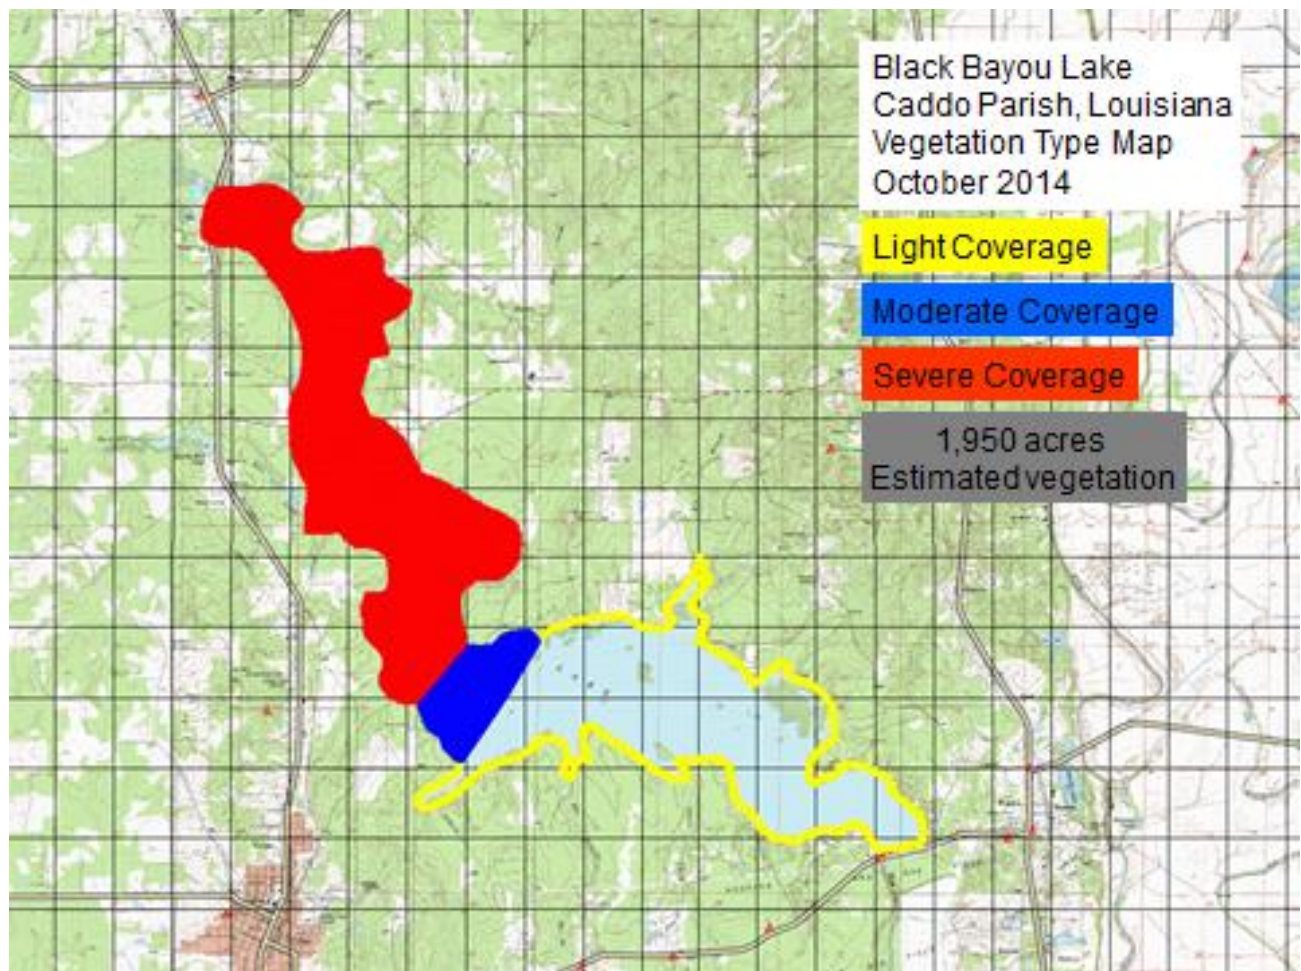 Black Bayou Lake
Caddo Parish, Louisiana
Vegetation Type Map
October 2014
Light Coverage
Moderate Coverage
Severe Coverage
1,950 acres
Estimated vegetation